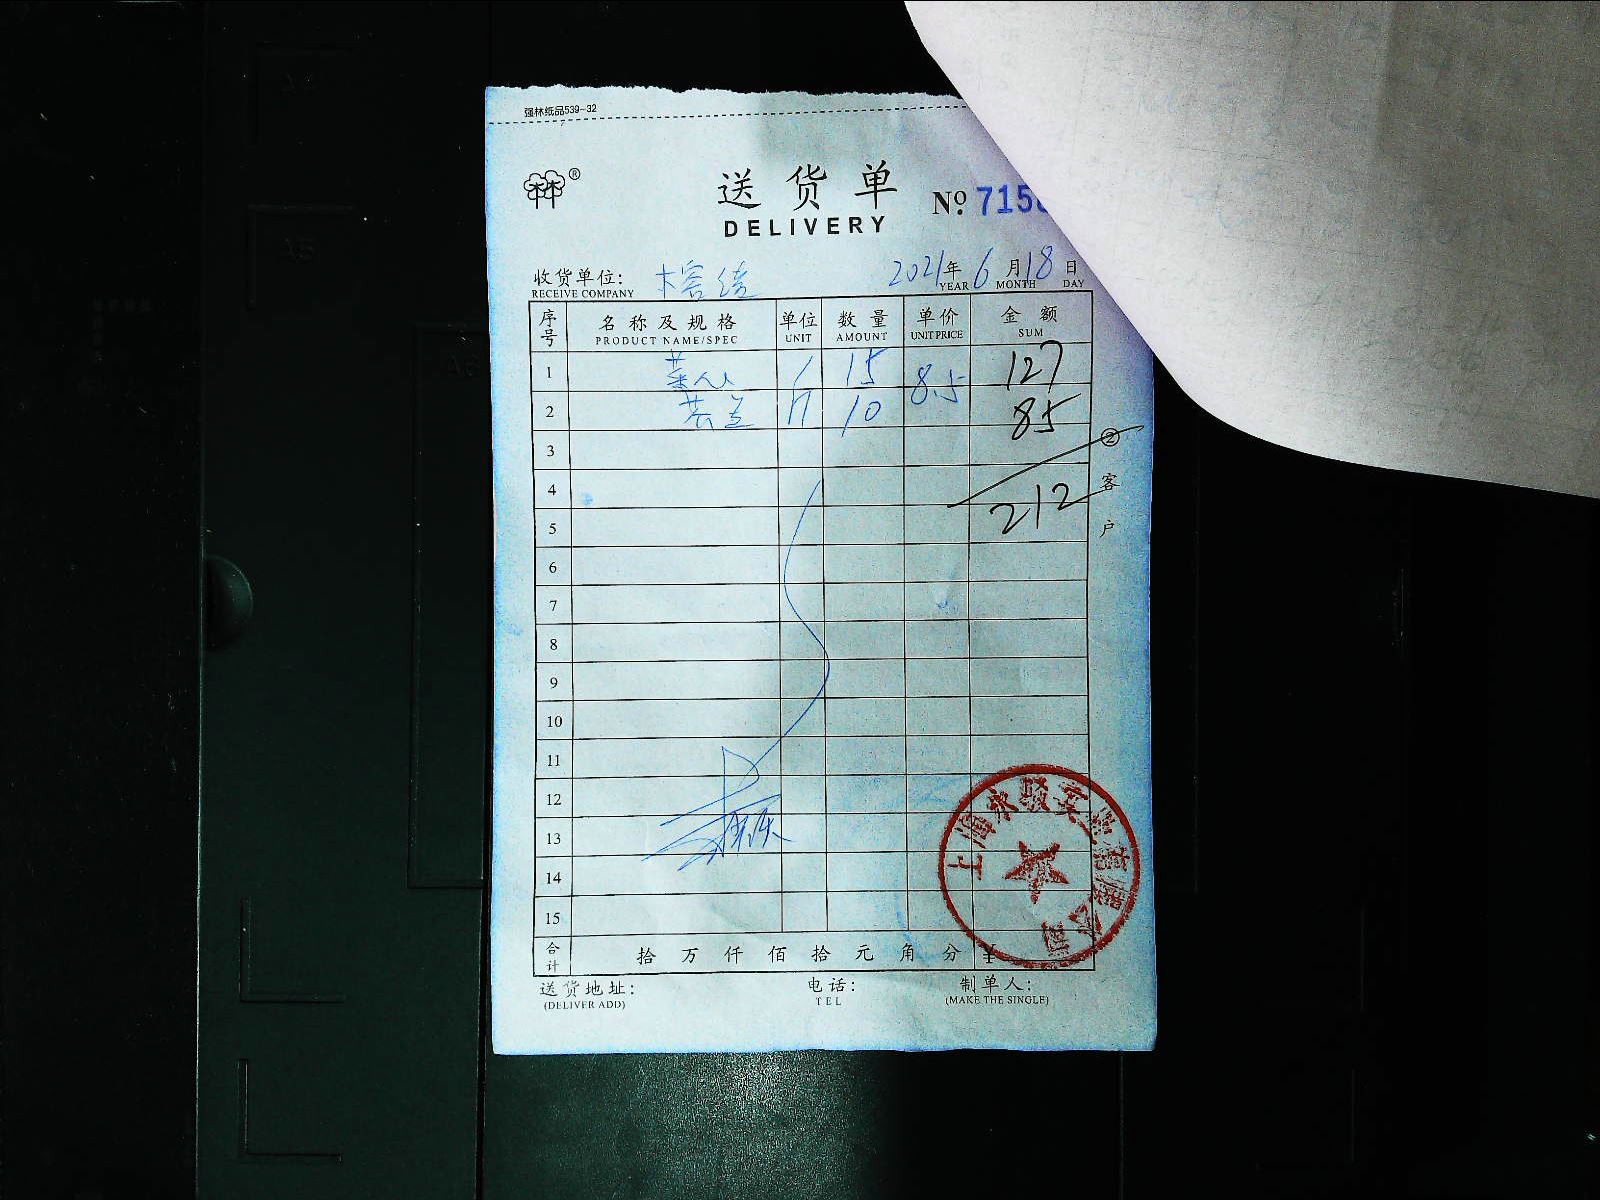 强林纸品539-32
®
送货单 № 715
DELIVERY
收货单位: 2021年6月18日
RECEIVE COMPANY YEAR MONTH DAY
序号 名称及规格 单位 数量 单价 金额
PRODUCT NAME/SPEC UNIT AMOUNT UNIT PRICE SUM
1 15 8.5 127
2 10 85
3
4
5 212
6
7
8
9
10
11
12
13
14
15
②客户
合计 拾 万 仟 佰 拾 元 角 分 ¥
送货地址: 电话: 制单人:
(DELIVER ADD) TEL (MAKE THE SINGLE)